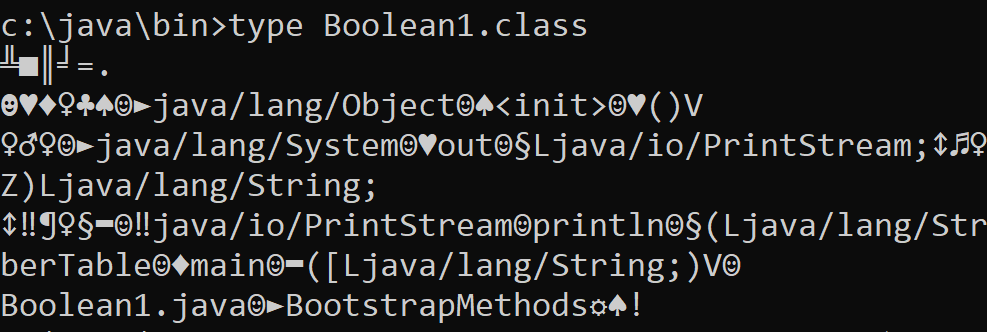 c:\java\bin>type Boolean1.class
╩■║╛=.
☻♥♦♀♣♠☺►java/lang/Object☺♠<init>☺♥()V
♀♂♀☺►java/lang/System☺♥out☺§Ljava/io/PrintStream;↕♫♀
Z)Ljava/lang/String;
↕‼¶♀§▬☺‼java/io/PrintStream☺println☺§(Ljava/lang/Str
berTable☺♦main☺▬([Ljava/lang/String;)V☺
Boolean1.java☺►BootstrapMethods☼♠!